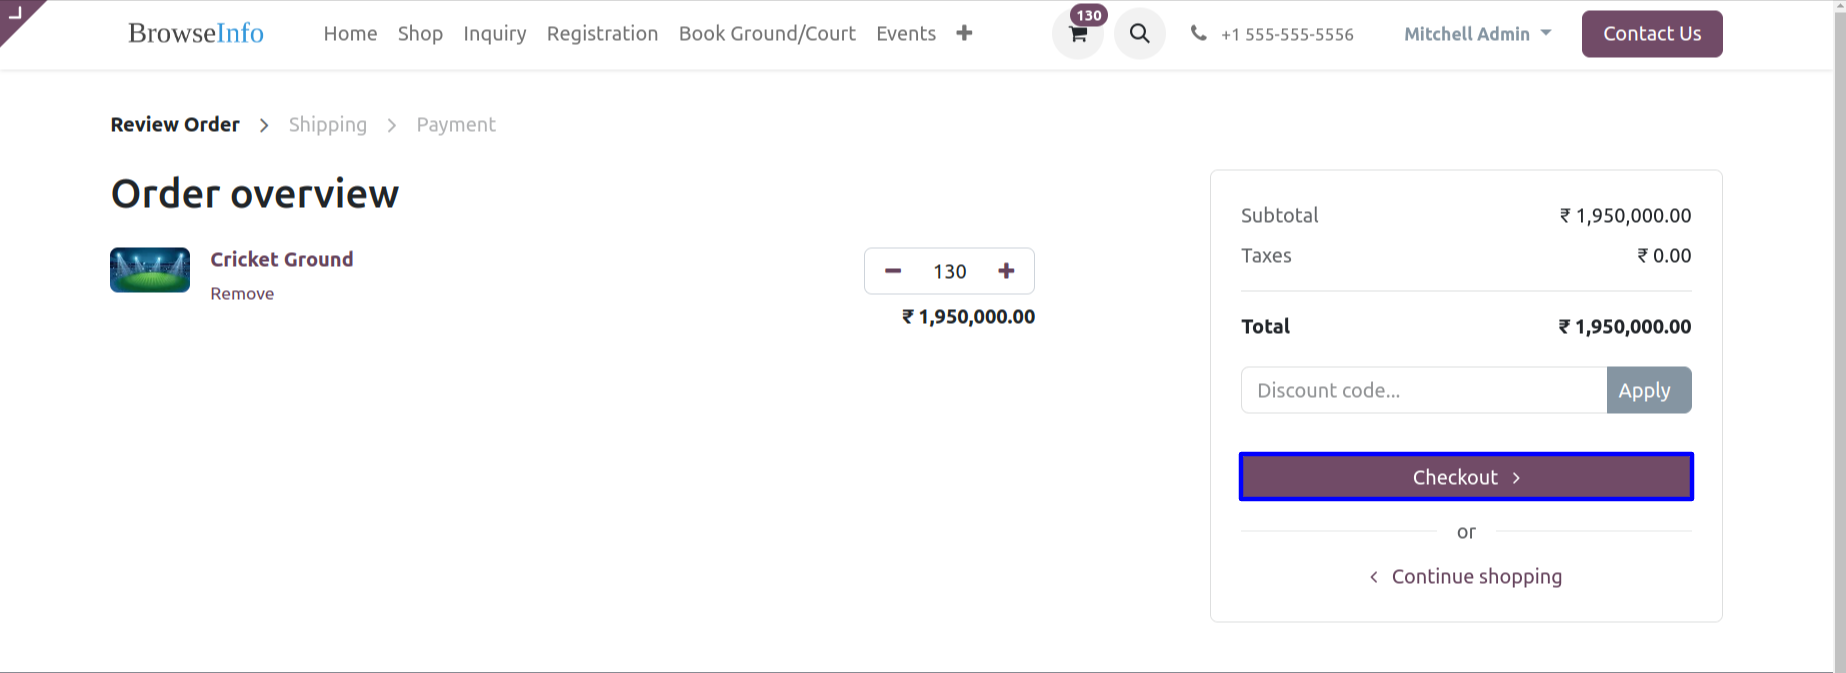 BrowseInfo Home Shop Inquiry Registration Book Ground/Court Events 130 +1 555-555-5556 Mitchell Admin Contact Us
Review Order > Shipping > Payment
Order overview
Cricket Ground
Remove
130
₹ 1,950,000.00
Subtotal ₹ 1,950,000.00
Taxes ₹ 0.00
Total ₹ 1,950,000.00
Discount code... Apply
Checkout >
or
< Continue shopping